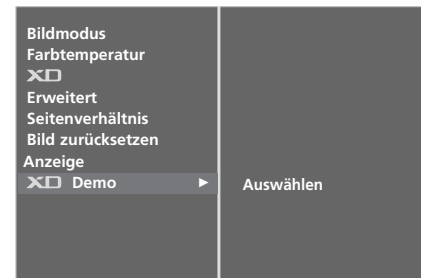 Bildmodus
Farbtemperatur
XD
Erweitert
Seitenverhältnis
Bild zurücksetzen
Anzeige
XD Demo ►
Auswählen